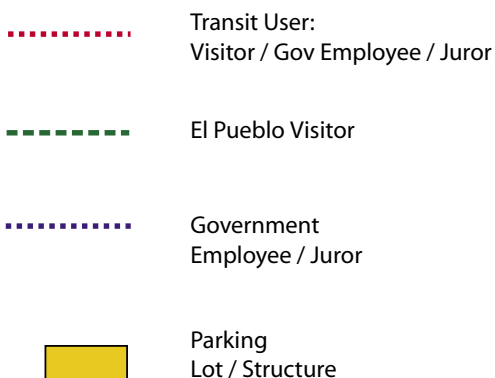 Transit User:
Visitor / Gov Employee / Juror
El Pueblo Visitor
Government
Employee / Juror
Parking
Lot / Structure